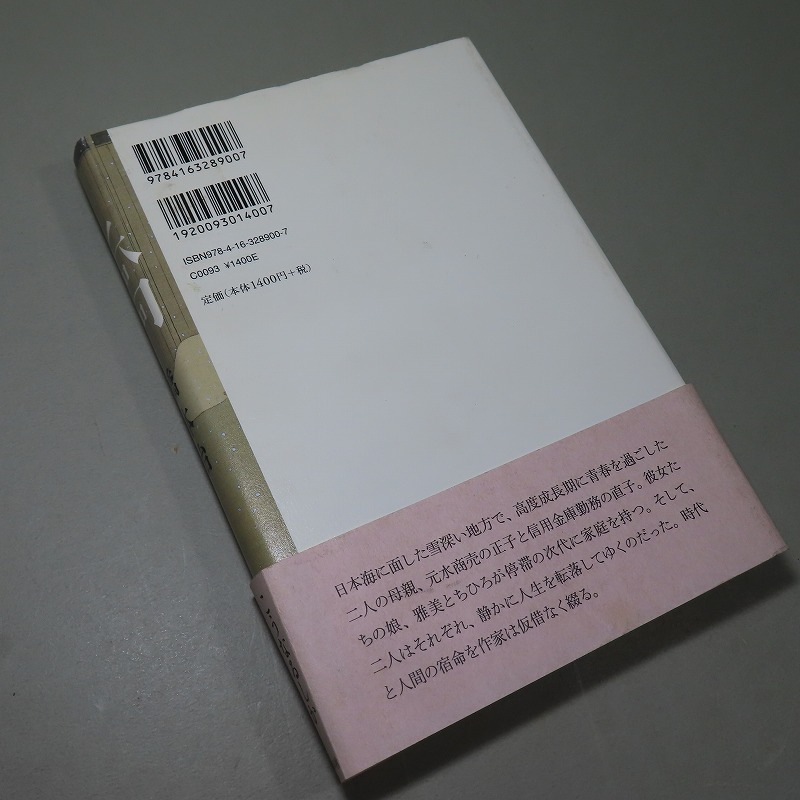 9784163289007
1920093014007
ISBN978-4-16-328900-7
C0093 ¥1400E
定価(本体1400円+税)
日本海に面した雪深い地方で、高度成長期に青春を過ごした
二人の母親、元水商売の正子と信用金庫勤務の直子。彼女た
ちの娘、雅美とちひろが停滞の次代に家庭を持つ。そして、
二人はそれぞれ、静かに人生を転落してゆくのだった。時代
と人間の宿命を作家は仮借なく綴る。